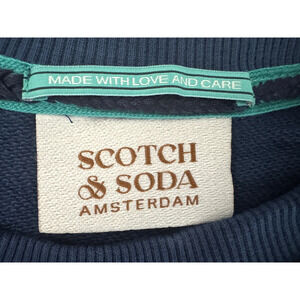 MADE WITH LOVE AND CARE
SCOTCH
& SODA
AMSTERDAM